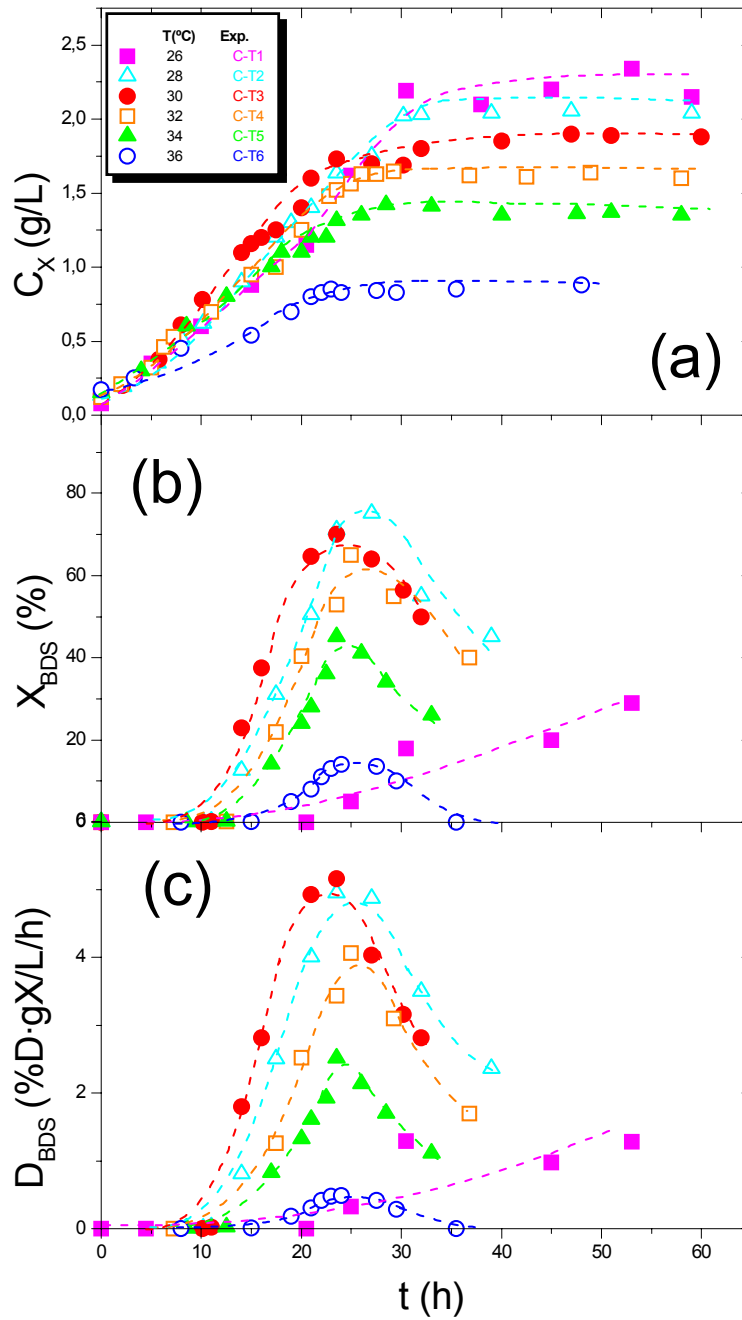 T(ºC) Exp.
26 C-T1
28 C-T2
30 C-T3
32 C-T4
34 C-T5
36 C-T6
2,5
2,0
1,5
1,0
0,5
0,0
C_X (g/L)
(a)
80
60
40
20
0
X_BDS (%)
(b)
6
4
2
0
D_BDS (%D·gX/L/h)
(c)
0 10 20 30 40 50 60
t (h)